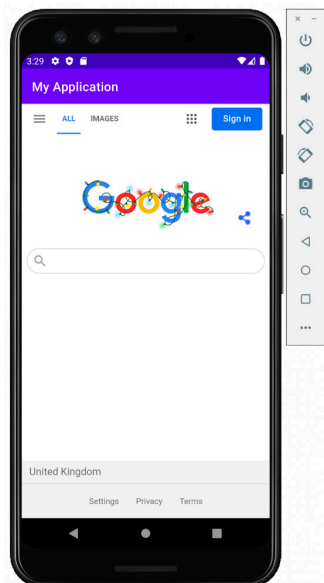 3:29
My Application
ALL IMAGES Sign in
Google
United Kingdom
Settings Privacy Terms